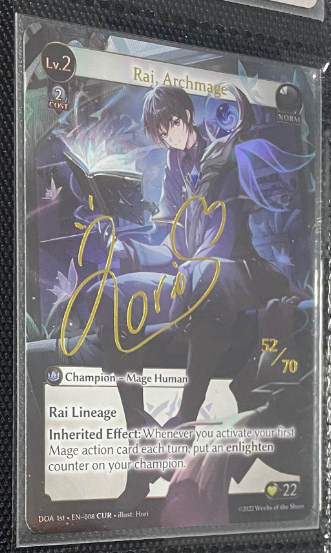 Lv.2
Rai, Archmage
2
COST
NORM
Hori
52/70
Champion – Mage Human
Rai Lineage
Inherited Effect: Whenever you activate your first
Mage action card each turn, put an enlighten
counter on your champion.
22
DOA 1st • EN-008 CUR • illust: Hori
©2022 Weebs of the Shore